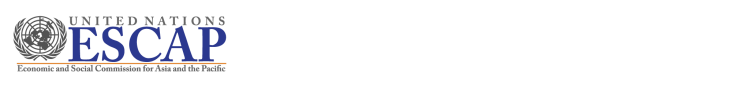 UNITED NATIONS
ESCAP
Economic and Social Commission for Asia and the Pacific